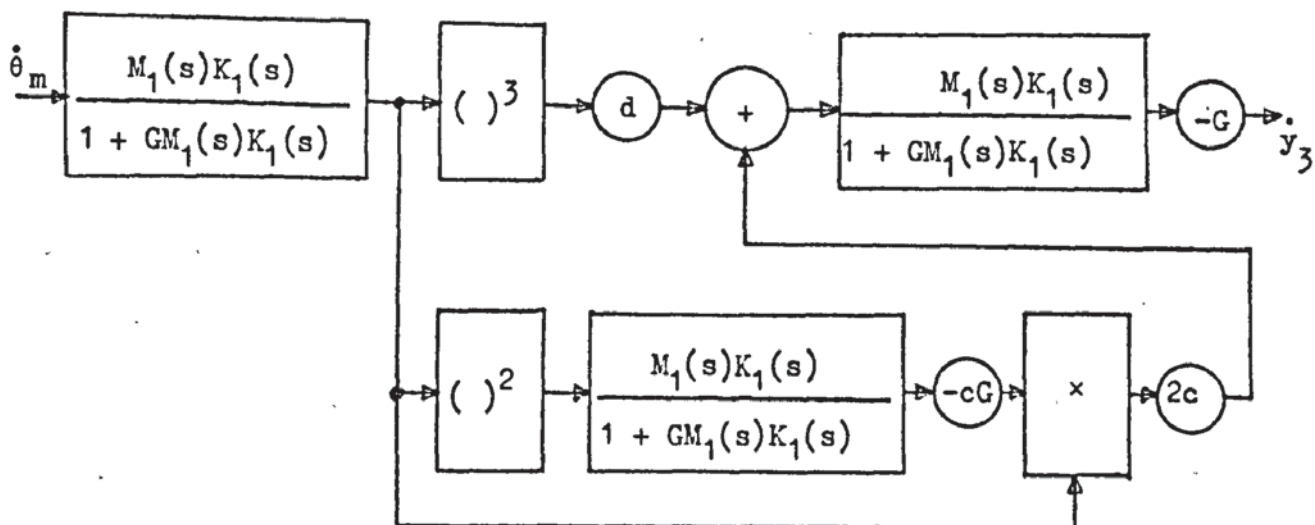 θ̇ₘ
M₁(s)K₁(s)
1 + GM₁(s)K₁(s)
( )³
d
+
M₁(s)K₁(s)
1 + GM₁(s)K₁(s)
-G
ẏ₃
( )²
M₁(s)K₁(s)
1 + GM₁(s)K₁(s)
-cG
×
2c